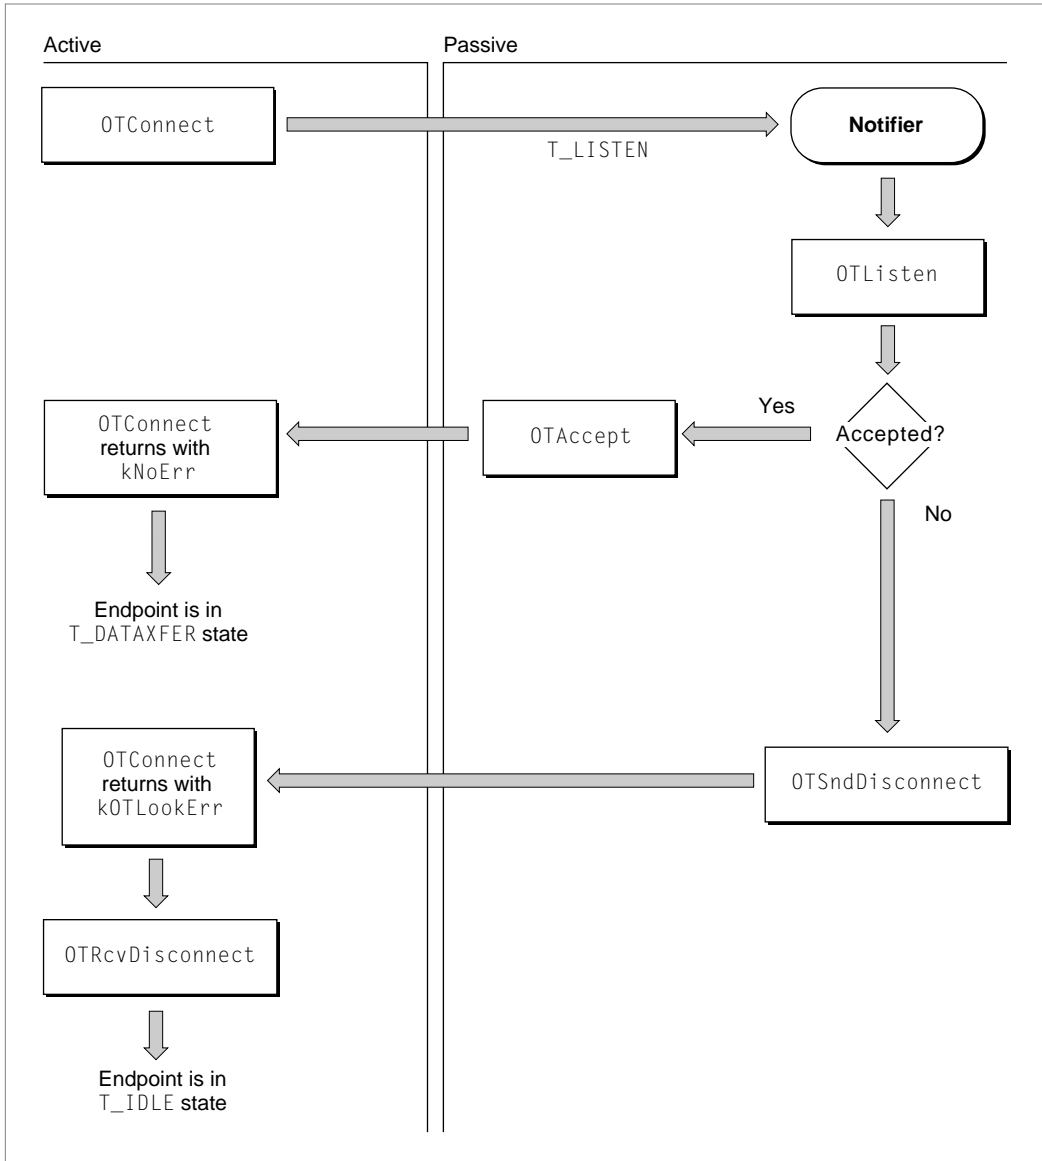 Active
Passive
OTConnect
T_LISTEN
Notifier
OTListen
Accepted?
Yes
No
OTAccept
OTConnect
returns with
kNoErr
Endpoint is in
T_DATAXFER state
OTSndDisconnect
OTConnect
returns with
kOTLookErr
OTRcvDisconnect
Endpoint is in
T_IDLE state